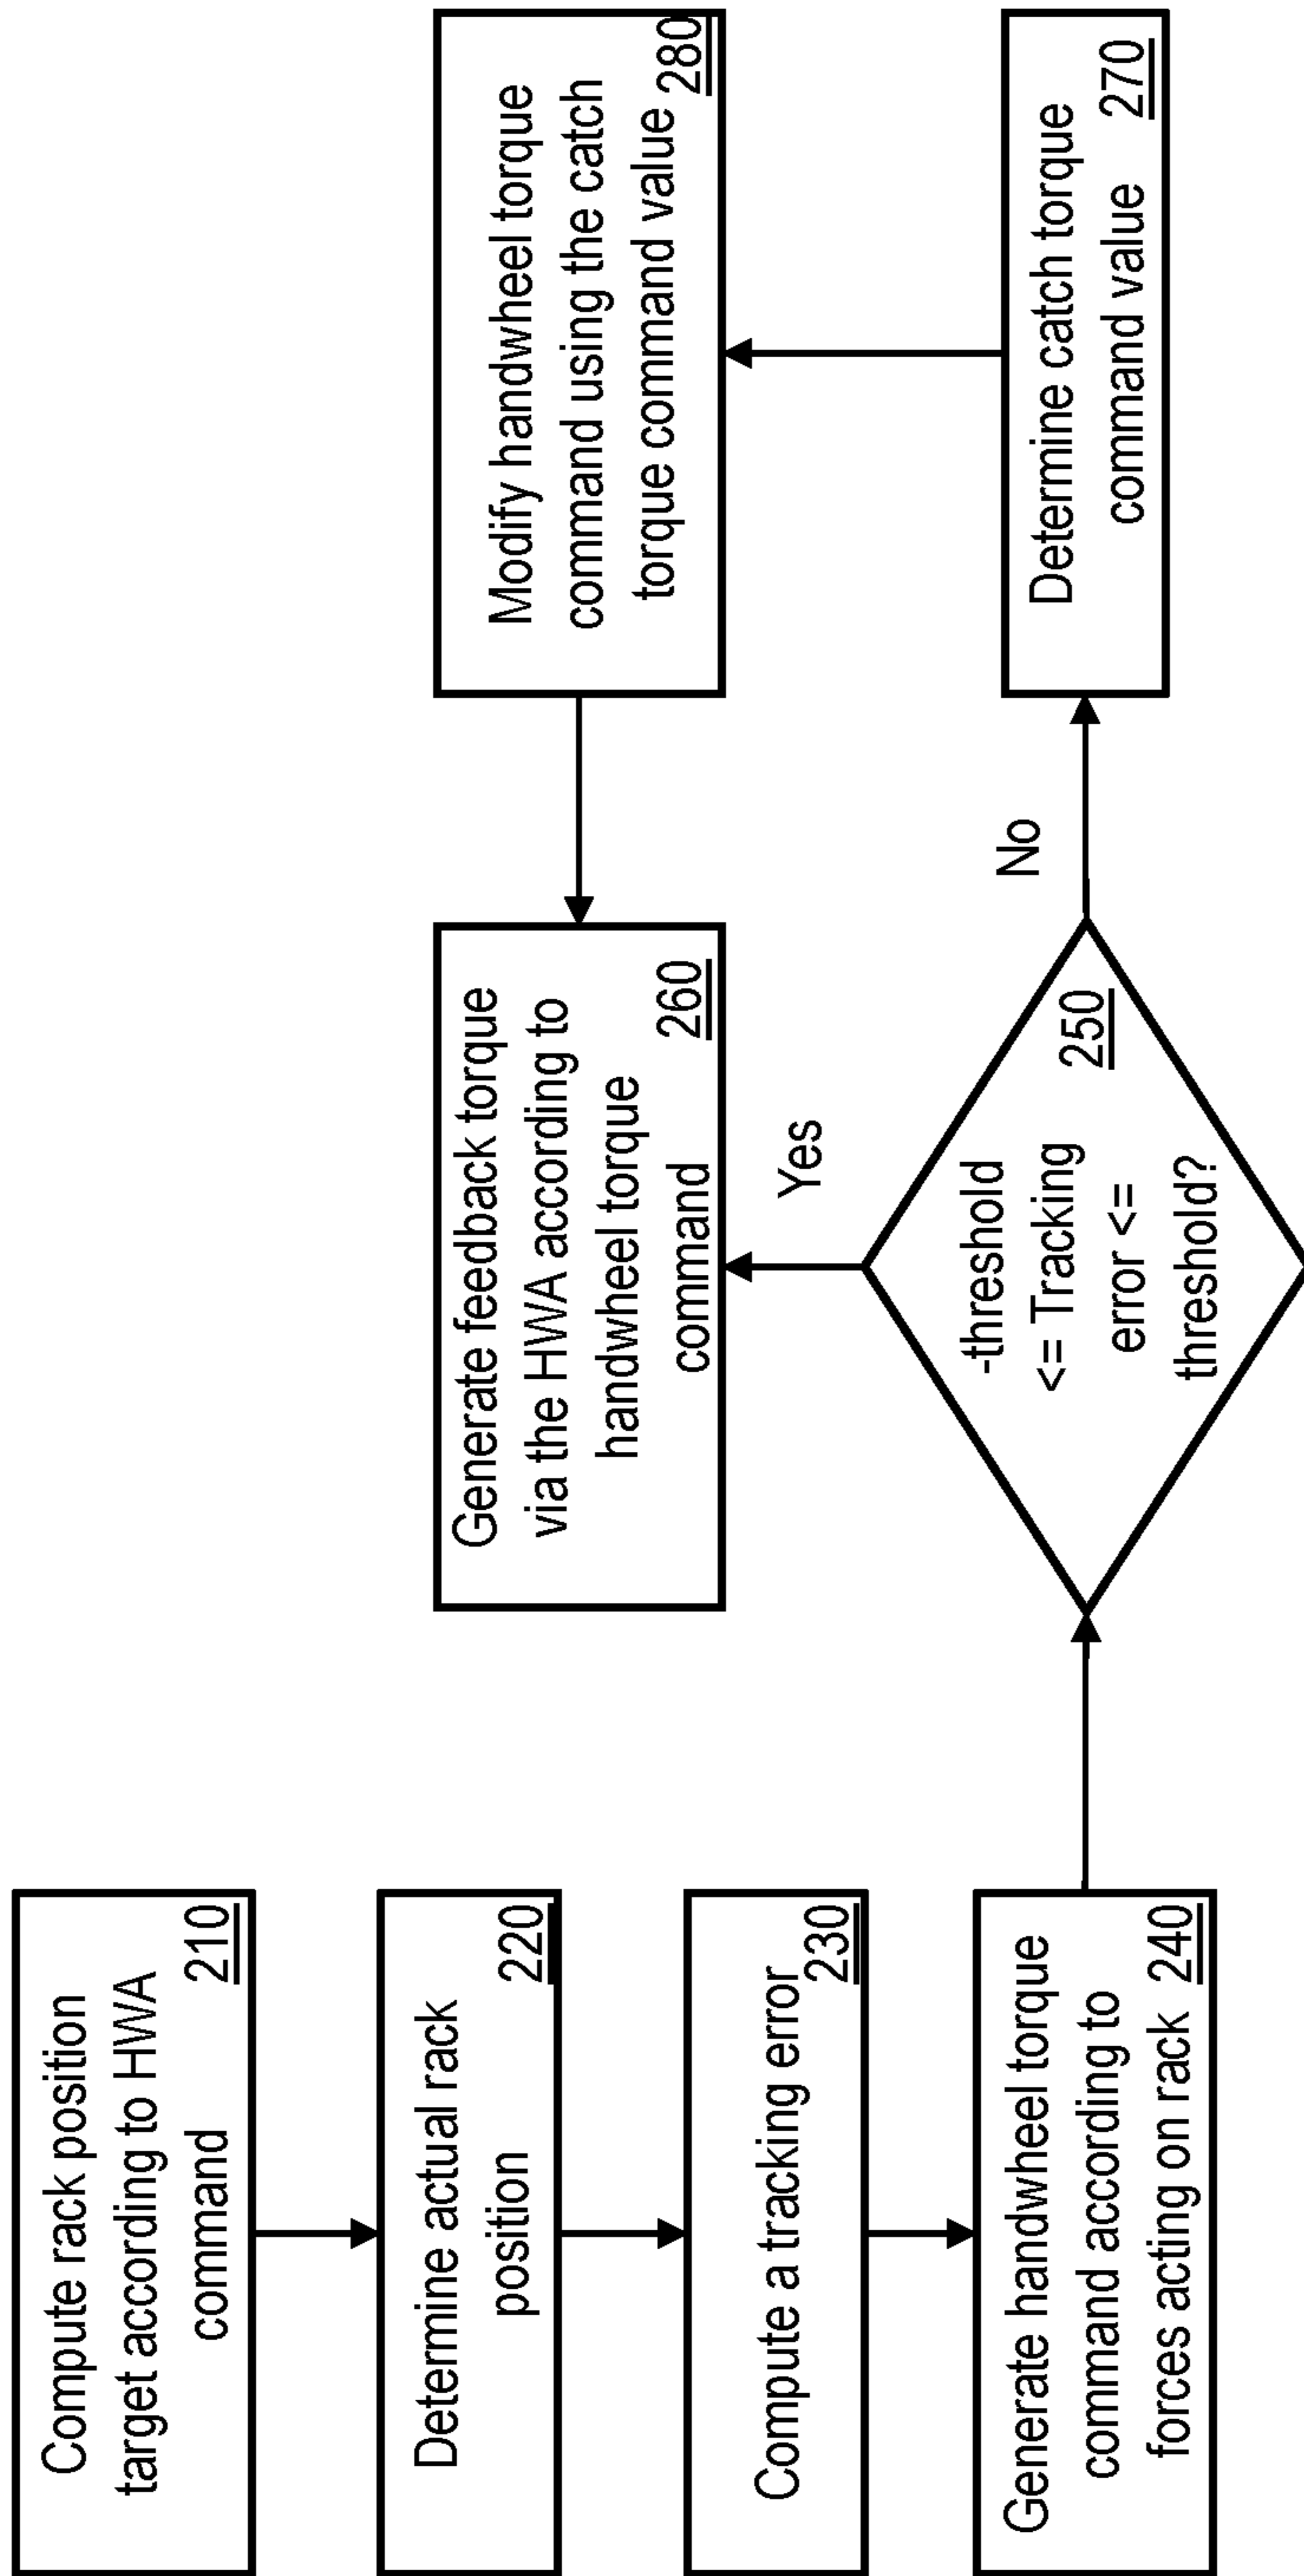 Compute rack position
target according to HWA
command
210
Determine actual rack
position
220
Compute a tracking error
230
Generate handwheel torque
command according to
forces acting on rack
240
-threshold
<= Tracking
error <=
threshold?
250
Yes
No
Generate feedback torque
via the HWA according to
handwheel torque
command
260
Determine catch torque
command value
270
Modify handwheel torque
command using the catch
torque command value
280